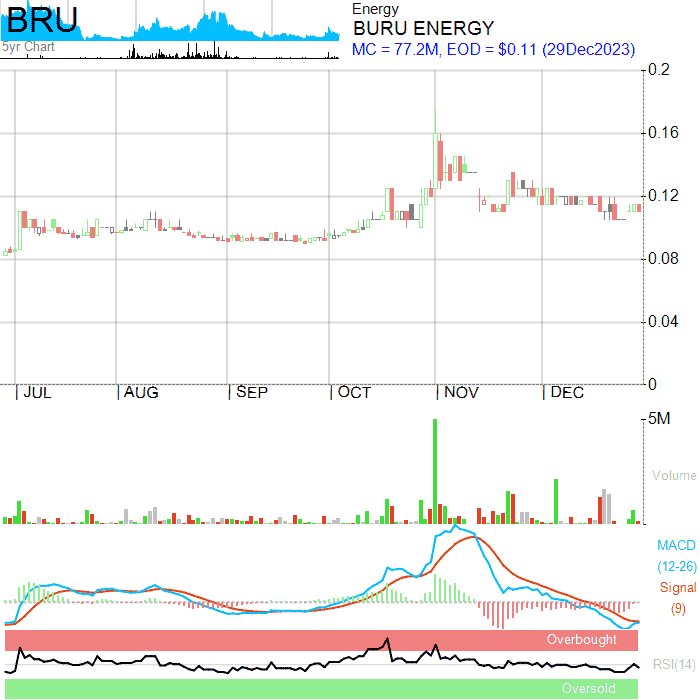 BRU
5yr Chart
Energy
BURU ENERGY
MC = 77.2M, EOD = $0.11 (29Dec2023)
0.2
0.16
0.12
0.08
0.04
0
JUL AUG SEP OCT NOV DEC
5M
Volume
MACD
(12-26)
Signal
(9)
Overbought
RSI(14)
Oversold